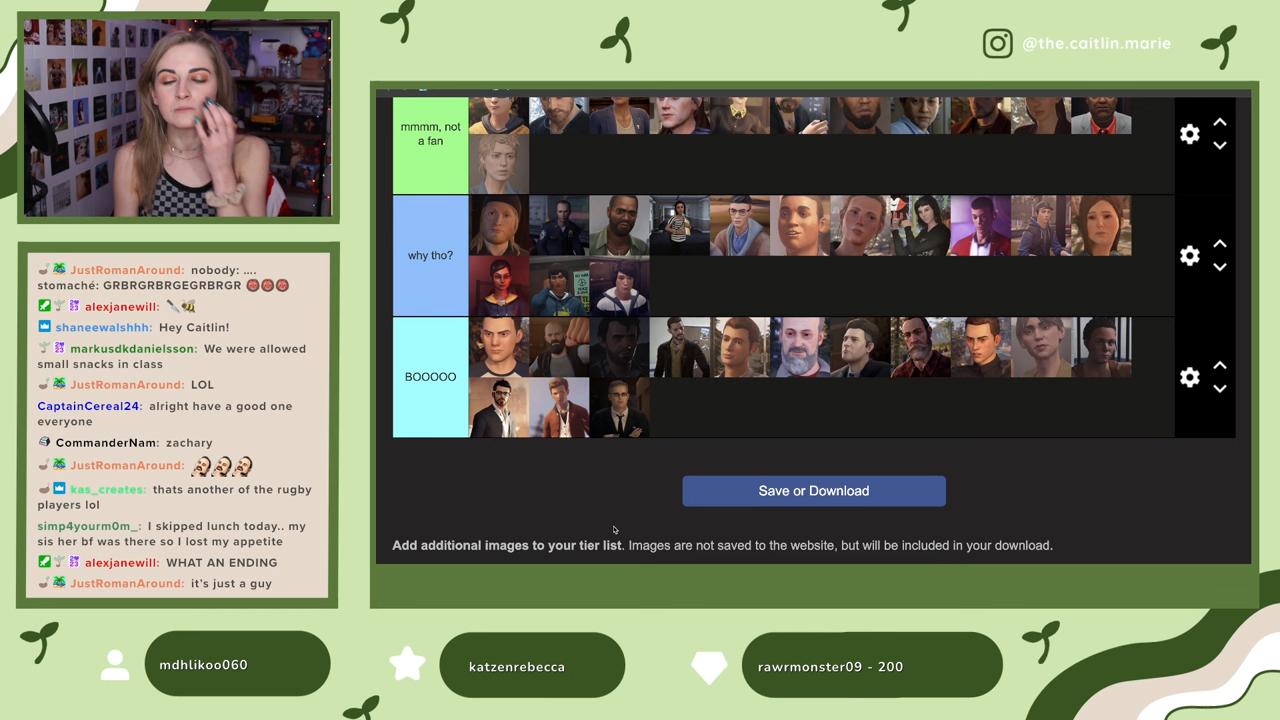 @the.caitlin.marie
mmmm, not
a fan
why tho?
BOOOOO
Save or Download
Add additional images to your tier list. Images are not saved to the website, but will be included in your download.
JustRomanAround: nobody: ....
stomaché: GRBRGRBRGEGRBRGR
alexjanewill:
shaneewalshhh: Hey Caitlin!
markusdkdanielsson: We were allowed
small snacks in class
JustRomanAround: LOL
CaptainCereal24: alright have a good one
everyone
CommanderNam: zachary
JustRomanAround:
kas_creates: thats another of the rugby
players lol
simp4yourm0m_: I skipped lunch today.. my
sis her bf was there so I lost my appetite
alexjanewill: WHAT AN ENDING
JustRomanAround: it's just a guy
mdhlikoo060
katzenrebecca
rawrmonster09 - 200